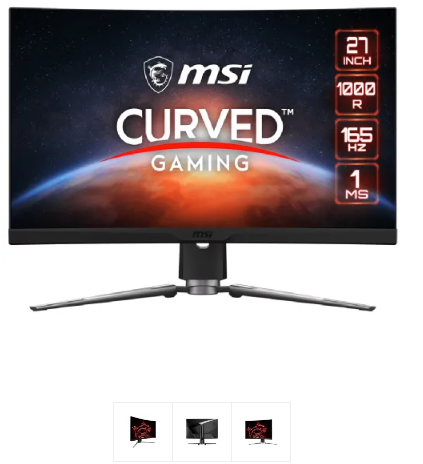 msi
CURVED™
GAMING
27
INCH
1000
R
165
HZ
1
MS
msi